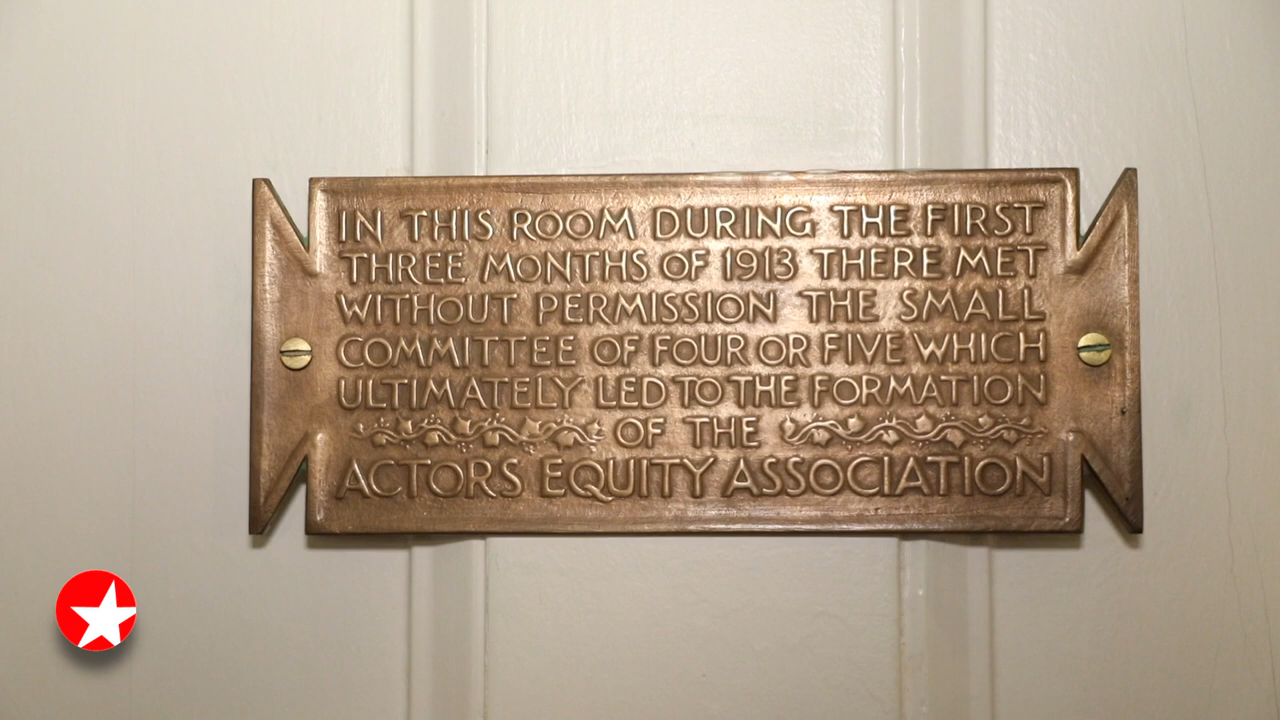 IN THIS ROOM DURING THE FIRST
THREE MONTHS OF 1913 THERE MET
WITHOUT PERMISSION THE SMALL
COMMITTEE OF FOUR OR FIVE WHICH
ULTIMATELY LED TO THE FORMATION
OF THE
ACTORS EQUITY ASSOCIATION